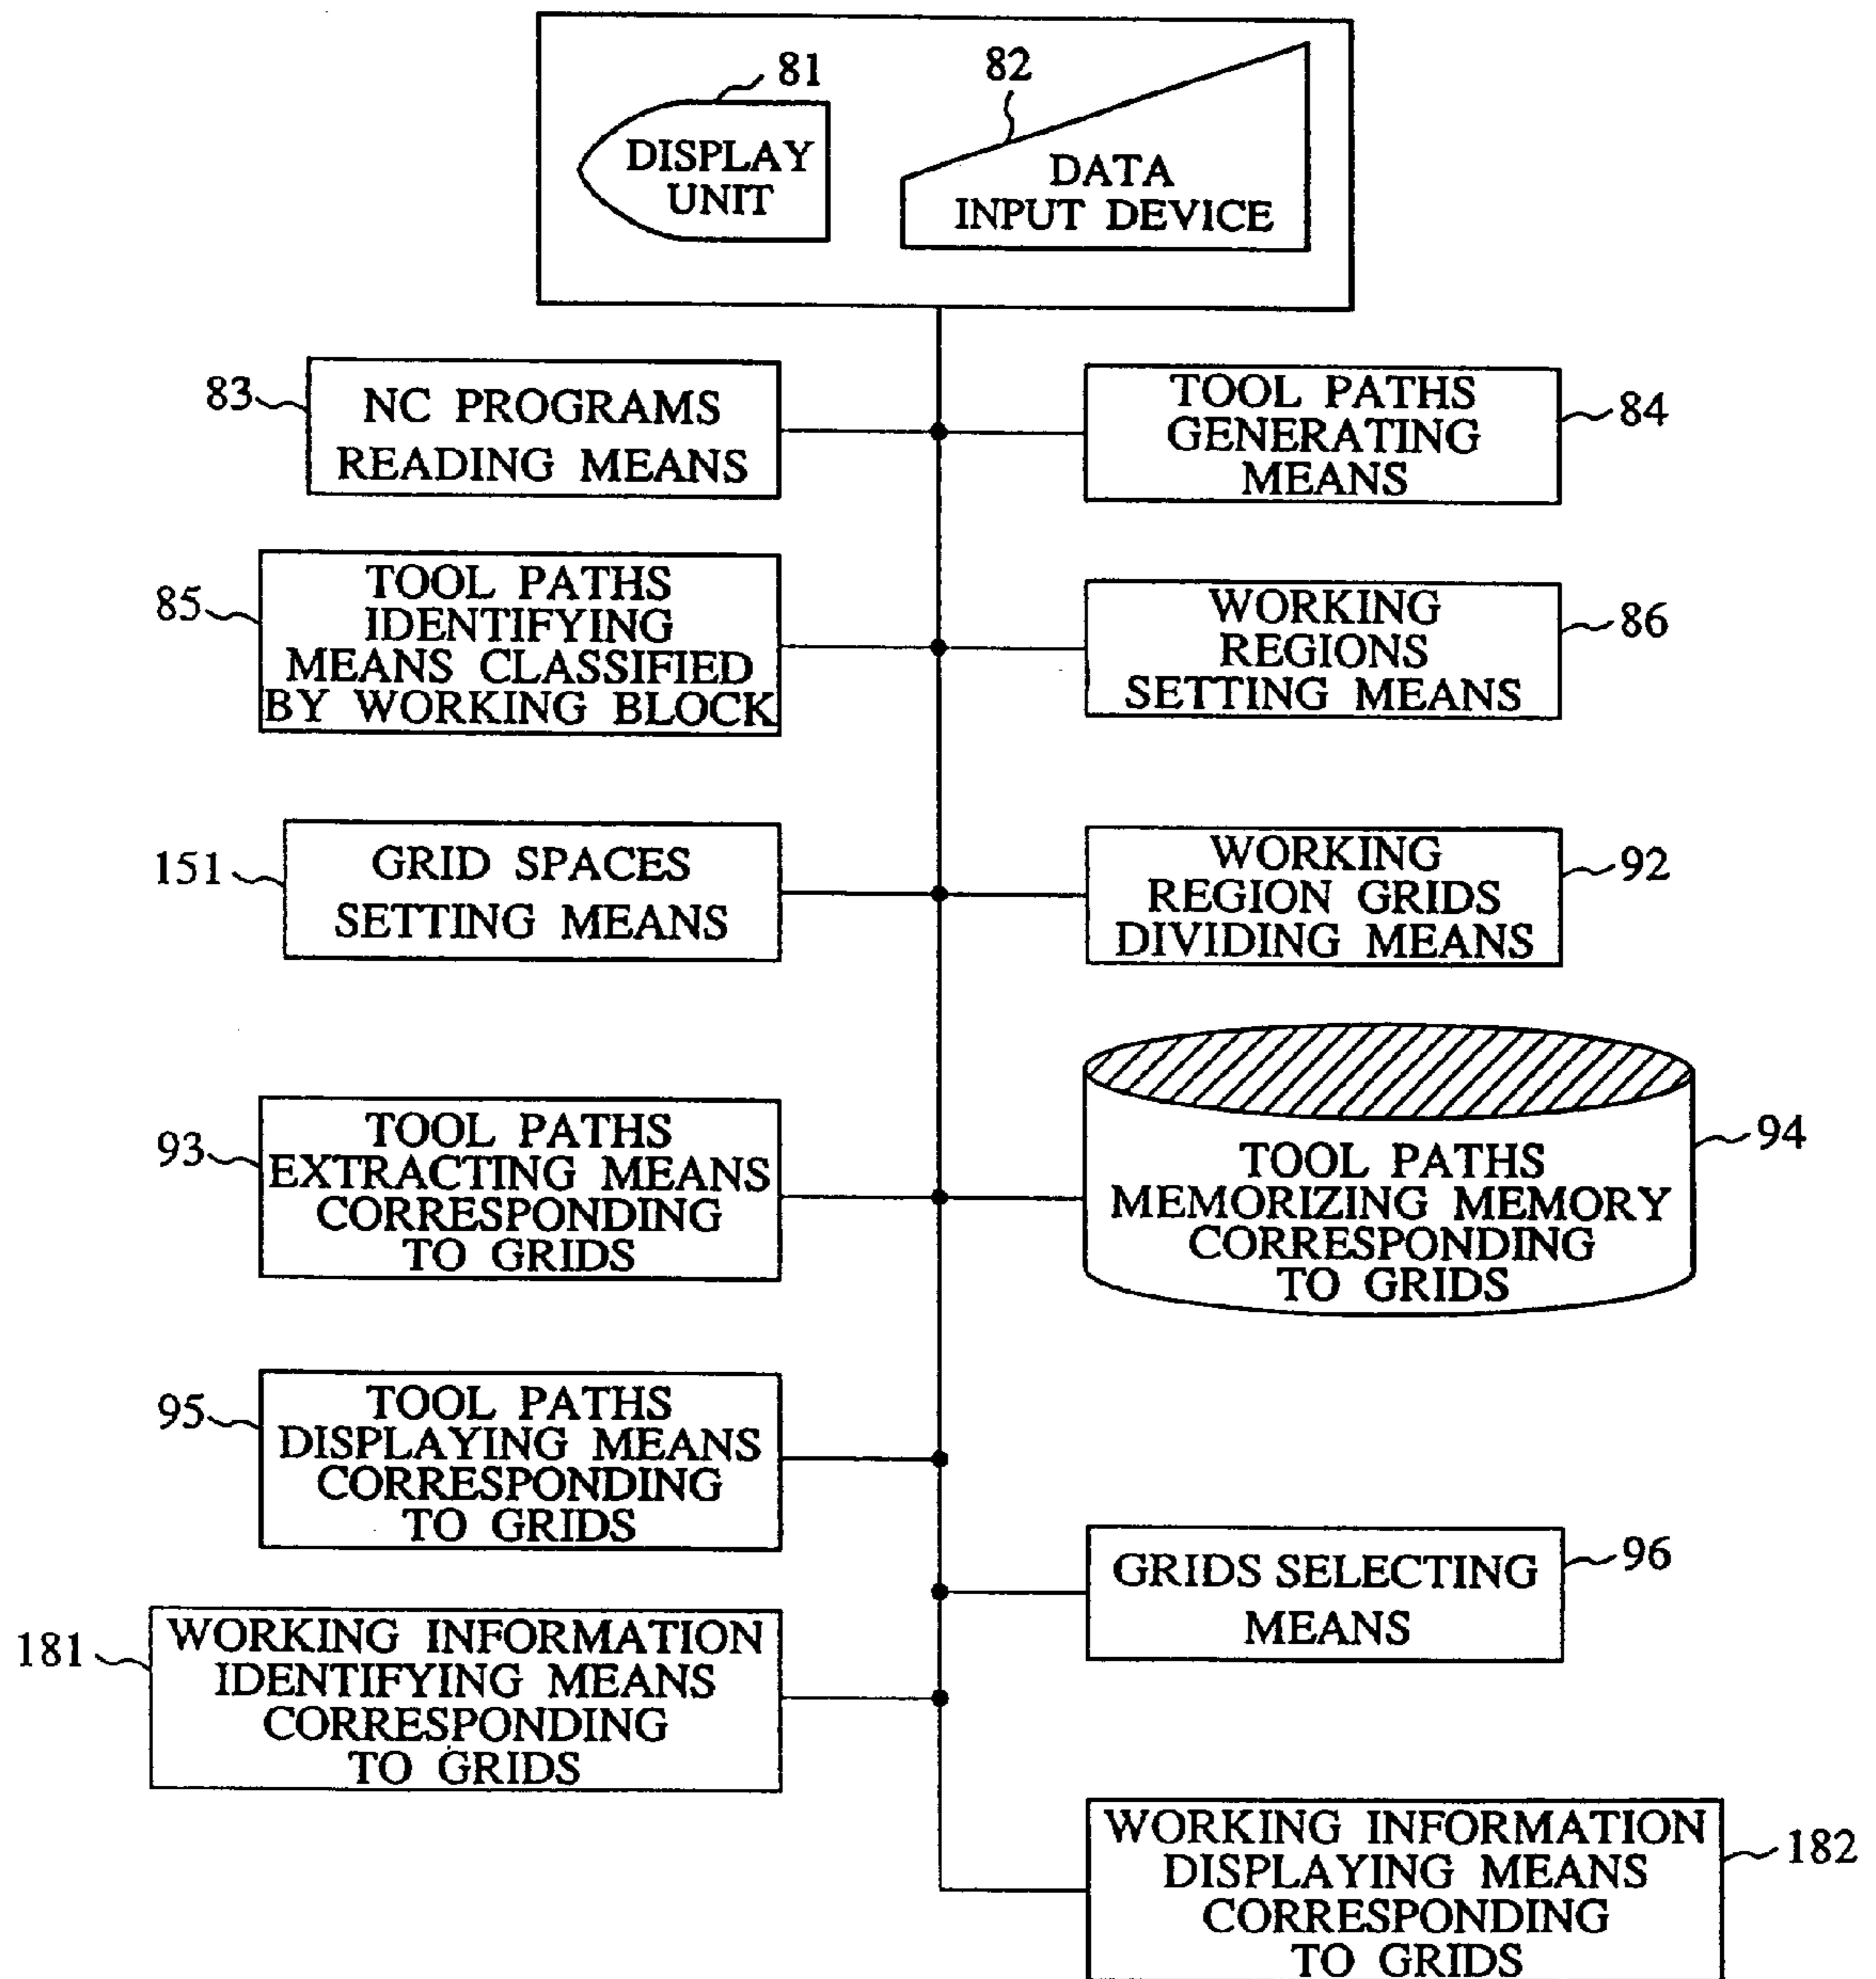 81
DISPLAY
UNIT
82
DATA
INPUT DEVICE
83
NC PROGRAMS
READING MEANS
TOOL PATHS
GENERATING
MEANS
84
85
TOOL PATHS
IDENTIFYING
MEANS CLASSIFIED
BY WORKING BLOCK
WORKING
REGIONS
SETTING MEANS
86
151
GRID SPACES
SETTING MEANS
WORKING
REGION GRIDS
DIVIDING MEANS
92
93
TOOL PATHS
EXTRACTING MEANS
CORRESPONDING
TO GRIDS
TOOL PATHS
MEMORIZING MEMORY
CORRESPONDING
TO GRIDS
94
95
TOOL PATHS
DISPLAYING MEANS
CORRESPONDING
TO GRIDS
GRIDS SELECTING
MEANS
96
181
WORKING INFORMATION
IDENTIFYING MEANS
CORRESPONDING
TO GRIDS
WORKING INFORMATION
DISPLAYING MEANS
CORRESPONDING
TO GRIDS
182